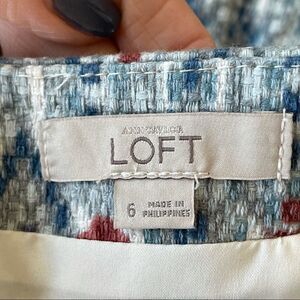 ANN TAYLOR
LOFT
6
MADE IN
PHILIPPINES